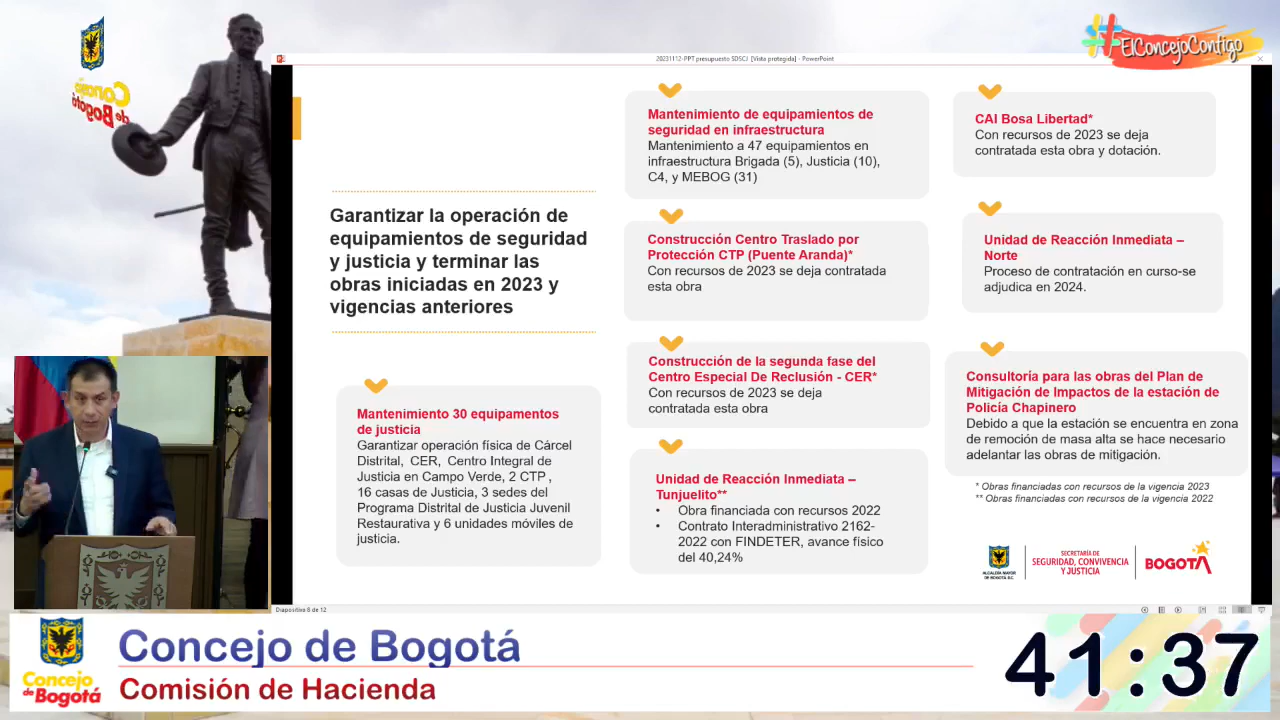 #ElConcejoContigo
Concejo
de Bogotá
20231112-PPT presupuesto SDSCJ [Vista protegida] - PowerPoint
Garantizar la operación de
equipamientos de seguridad
y justicia y terminar las
obras iniciadas en 2023 y
vigencias anteriores
Mantenimiento 30 equipamentos
de justicia
Garantizar operación física de Cárcel
Distrital, CER, Centro Integral de
Justicia en Campo Verde, 2 CTP ,
16 casas de Justicia, 3 sedes del
Programa Distrital de Justicia Juvenil
Restaurativa y 6 unidades móviles de
justicia.
Mantenimiento de equipamientos de
seguridad en infraestructura
Mantenimiento a 47 equipamientos en
infraestructura Brigada (5), Justicia (10),
C4, y MEBOG (31)
Construcción Centro Traslado por
Protección CTP (Puente Aranda)*
Con recursos de 2023 se deja contratada
esta obra
Construcción de la segunda fase del
Centro Especial De Reclusión - CER*
Con recursos de 2023 se deja
contratada esta obra
Unidad de Reacción Inmediata –
Tunjuelito**
• Obra financiada con recursos 2022
• Contrato Interadministrativo 2162-
2022 con FINDETER, avance físico
del 40,24%
CAI Bosa Libertad*
Con recursos de 2023 se deja
contratada esta obra y dotación.
Unidad de Reacción Inmediata –
Norte
Proceso de contratación en curso-se
adjudica en 2024.
Consultoría para las obras del Plan de
Mitigación de Impactos de la estación de
Policía Chapinero
Debido a que la estación se encuentra en zona
de remoción de masa alta se hace necesario
adelantar las obras de mitigación.
* Obras financiadas con recursos de la vigencia 2023
** Obras financiadas con recursos de la vigencia 2022
ALCALDÍA MAYOR
DE BOGOTÁ D.C.
SECRETARÍA DE
SEGURIDAD, CONVIVENCIA
Y JUSTICIA
BOGOTÁ
Diapositiva 8 de 12
Concejo
de Bogotá
Concejo de Bogotá
Comisión de Hacienda
41:37